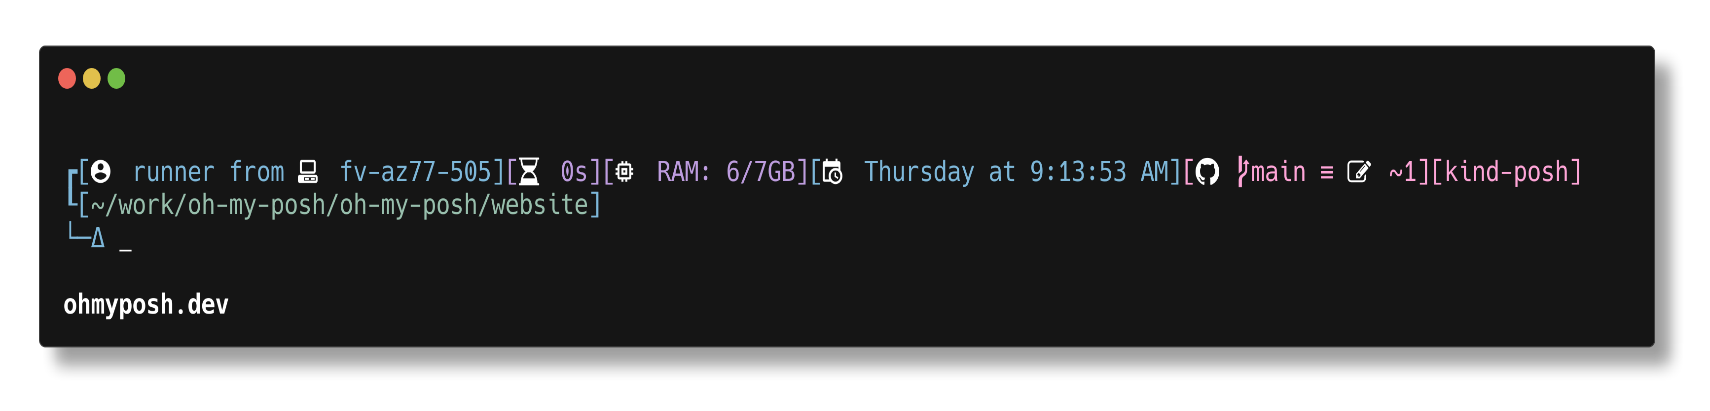 ┏[ runner from  fv-az77-505][ 0s][ RAM: 6/7GB][ Thursday at 9:13:53 AM][ main ≡  ~1][kind-posh]
┖[~/work/oh-my-posh/oh-my-posh/website]
└─Δ _
ohmyposh.dev